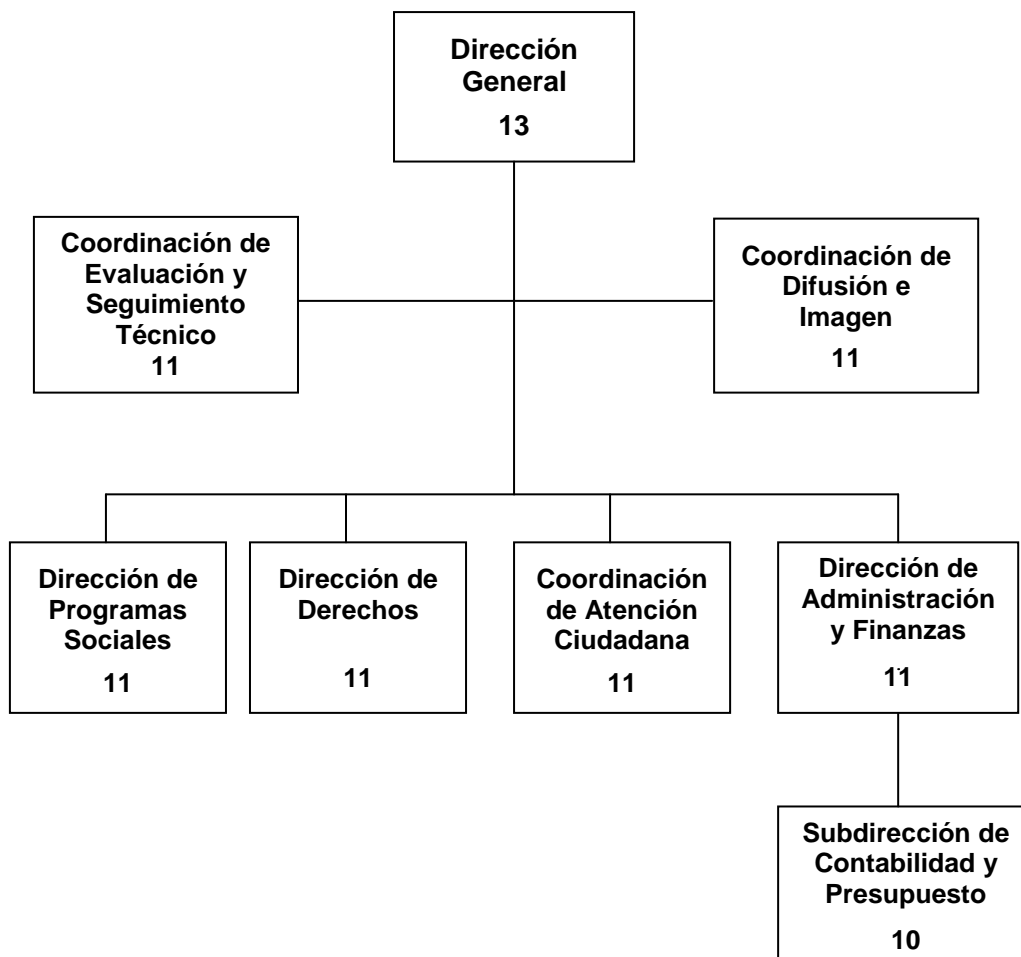 Dirección
General
13
Coordinación de
Evaluación y
Seguimiento
Técnico
11
Coordinación de
Difusión e
Imagen
11
Dirección de
Programas
Sociales
11
Dirección de
Derechos
11
Coordinación
de Atención
Ciudadana
11
Dirección de
Administración
y Finanzas
11
Subdirección de
Contabilidad y
Presupuesto
10